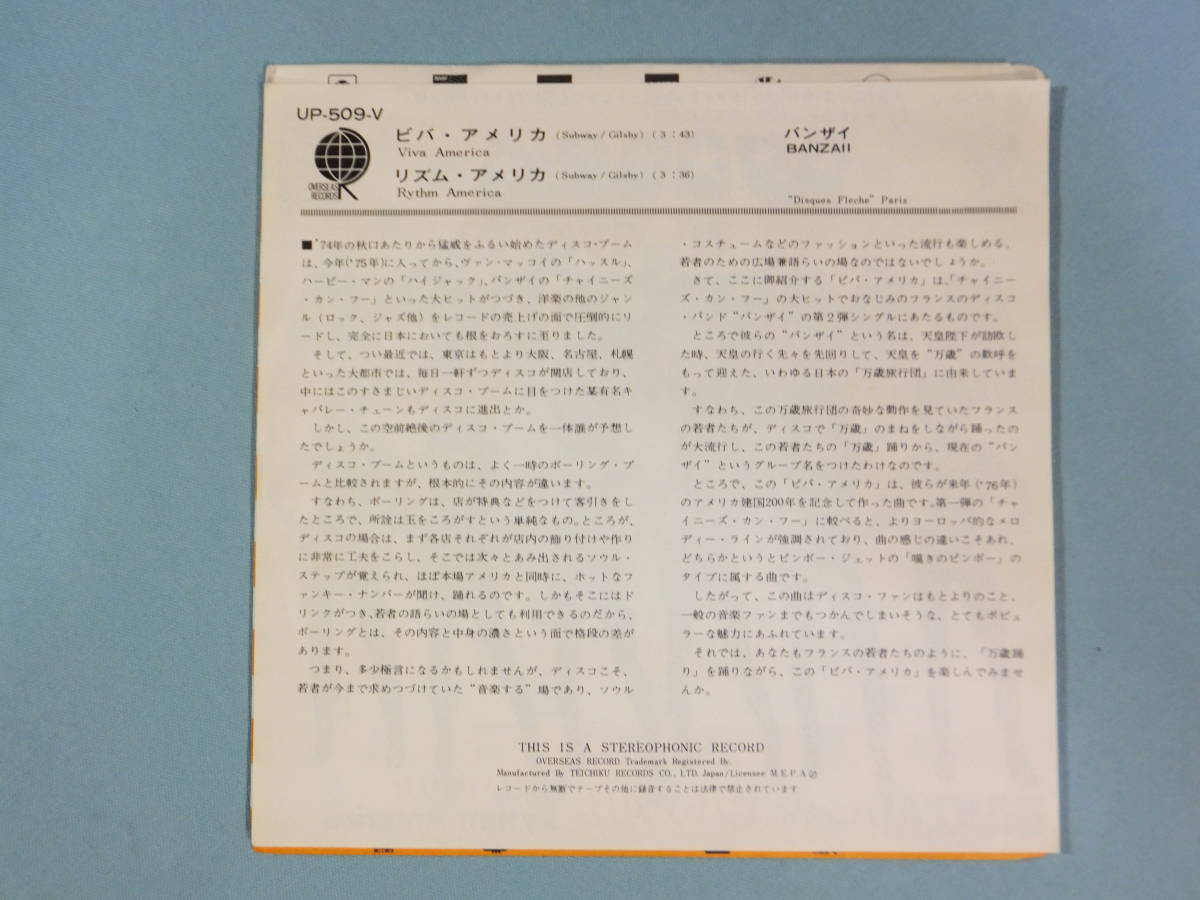 UP-509-V
OVERSEAS
RECORDS
ビバ・アメリカ (Subway / Gilsby) (3:43)
Viva America
リズム・アメリカ (Subway / Gilsby) (3:36)
Rythm America
バンザイ
BANZAII
"Disques Fleche" Paris
■'74年の秋口あたりから猛威をふるい始めたディスコ・ブーム
は、今年('75年)に入ってから、ヴァン・マッコイの「ハッスル」、
ハービー・マンの「ハイジャック」、バンザイの「チャイニーズ
・カン・フー」といった大ヒットがつづき、洋楽の他のジャン
ル(ロック、ジャズ他)をレコードの売上げの面で圧倒的にリ
ードし、完全に日本においても根をおろすに至りました。
そして、つい最近では、東京はもとより大阪、名古屋、札幌
といった大都市では、毎日一軒ずつディスコが開店しており、
中にはこのすさまじいディスコ・ブームに目をつけた某有名キ
ャバレー・チェーンもディスコに進出とか。
しかし、この空前絶後のディスコ・ブームを一体誰が予想し
たでしょうか。
ディスコ・ブームというものは、よく一時のボーリング・ブ
ームと比較されますが、根本的にその内容が違います。
すなわち、ボーリングは、店が特典などをつけて客引きをし
たところで、所詮は玉をころがすという単純なもの。ところが、
ディスコの場合は、まず各店それぞれが店内の飾り付けや作り
に非常に工夫をこらし、そこでは次々とあみ出されるソウル・
ステップが覚えられ、ほぼ本場アメリカと同時に、ホットなフ
ァンキー・ナンバーが聞け、踊れるのです。しかもそこにはド
リンクがつき、若者の語らいの場としても利用できるのだから、
ボーリングとは、その内容と中身の濃さという面で格段の差が
あります。
つまり、多少極言になるかもしれませんが、ディスコこそ、
若者が今まで求めつづけていた"音楽する"場であり、ソウル
・コスチュームなどのファッションといった流行も楽しめる、
若者のための広場兼語らいの場なのではないでしょうか。
さて、ここに御紹介する「ビバ・アメリカ」は、「チャイニー
ズ・カン・フー」の大ヒットでおなじみのフランスのディスコ
・バンド"バンザイ"の第2弾シングルにあたるものです。
ところで彼らの"バンザイ"という名は、天皇陛下が訪欧し
た時、天皇の行く先々を先回りして、天皇を"万歳"の歓呼を
もって迎えた、いわゆる日本の「万歳旅行団」に由来していま
す。
すなわち、この万歳旅行団の奇妙な動作を見ていたフランス
の若者たちが、ディスコで「万歳」のまねをしながら踊ったの
が大流行し、この若者たちの「万歳」踊りから、現在の"バン
ザイ"というグループ名をつけたわけなのです。
ところで、この「ビバ・アメリカ」は、彼らが来年('76年)
のアメリカ建国200年を記念して作った曲です。第一弾の「チャ
イニーズ・カン・フー」に較べると、よりヨーロッパ的なメロ
ディー・ラインが強調されており、曲の感じの違いこそあれ、
どちらかというとビンボー・ジェットの「嘆きのビンボー」の
タイプに属する曲です。
したがって、この曲はディスコ・ファンはもとよりのこと、
一般の音楽ファンまでもつかんでしまいそうな、とてもポピュ
ラーな魅力にあふれています。
それでは、あなたもフランスの若者たちのように、「万歳踊
り」を踊りながら、この「ビバ・アメリカ」を楽しんでみませ
んか。
THIS IS A STEREOPHONIC RECORD
OVERSEAS RECORD Trademark Registered By.
Manufactured By TEICHIKU RECORDS CO., LTD. Japan/Licensee M.E.P.A.Ⓟ
レコードから無断でテープその他に録音することは法律で禁止されています